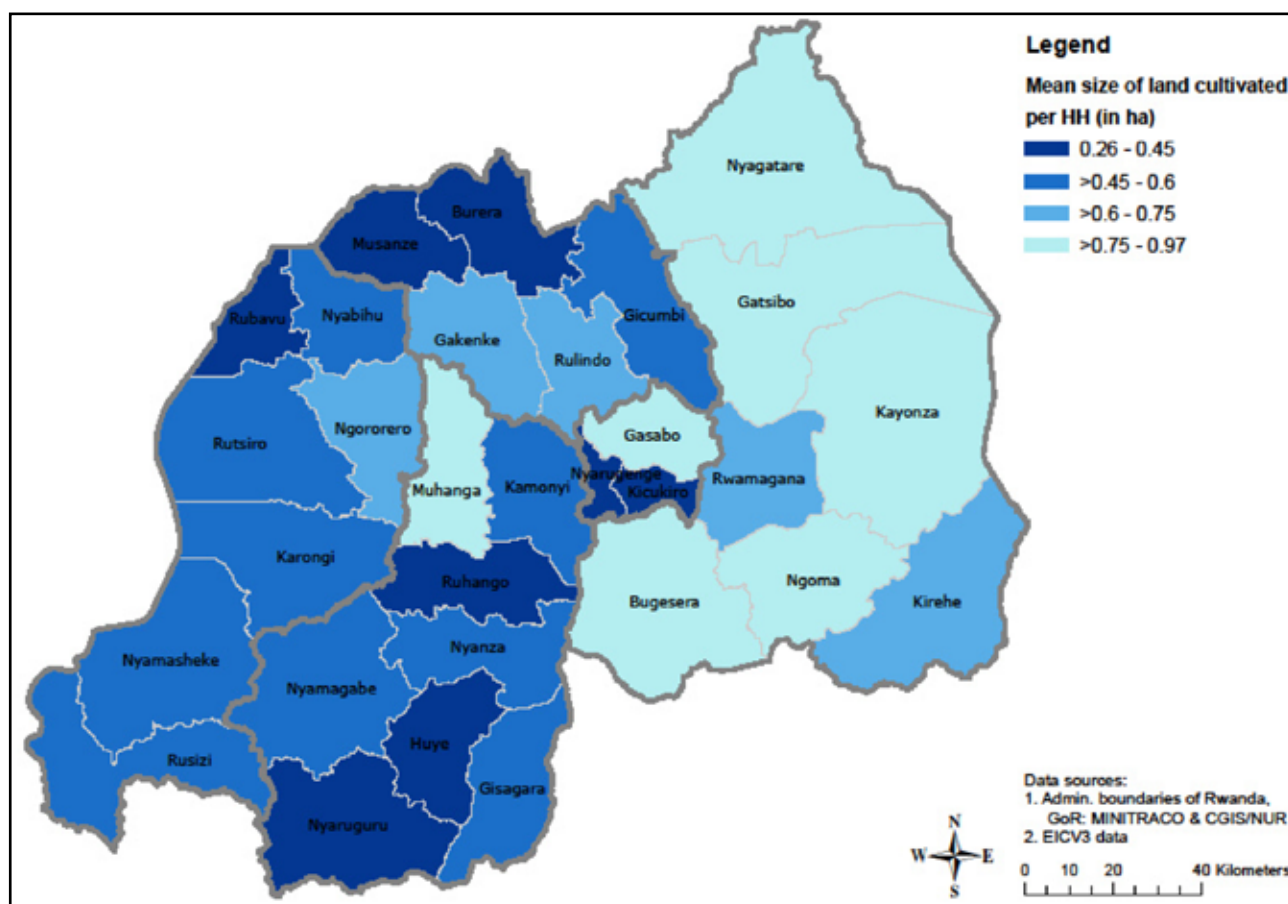 Legend
Mean size of land cultivated
per HH (in ha)
0.26 - 0.45
>0.45 - 0.6
>0.6 - 0.75
>0.75 - 0.97
Nyagatare
Burera
Musanze
Rubavu
Nyabihu
Gakenke
Rulindo
Gicumbi
Gatsibo
Kayonza
Rutsiro
Ngororero
Muhanga
Kamonyi
Gasabo
Nyarugenge
Kicukiro
Rwamagana
Karongi
Ruhango
Bugesera
Ngoma
Kirehe
Nyamasheke
Nyamagabe
Nyanza
Rusizi
Huye
Gisagara
Nyaruguru
Data sources:
1. Admin. boundaries of Rwanda,
GoR: MINITRACO & CGIS/NUR
2. EICV3 data
N
W E
S
0 10 20 40 Kilometers